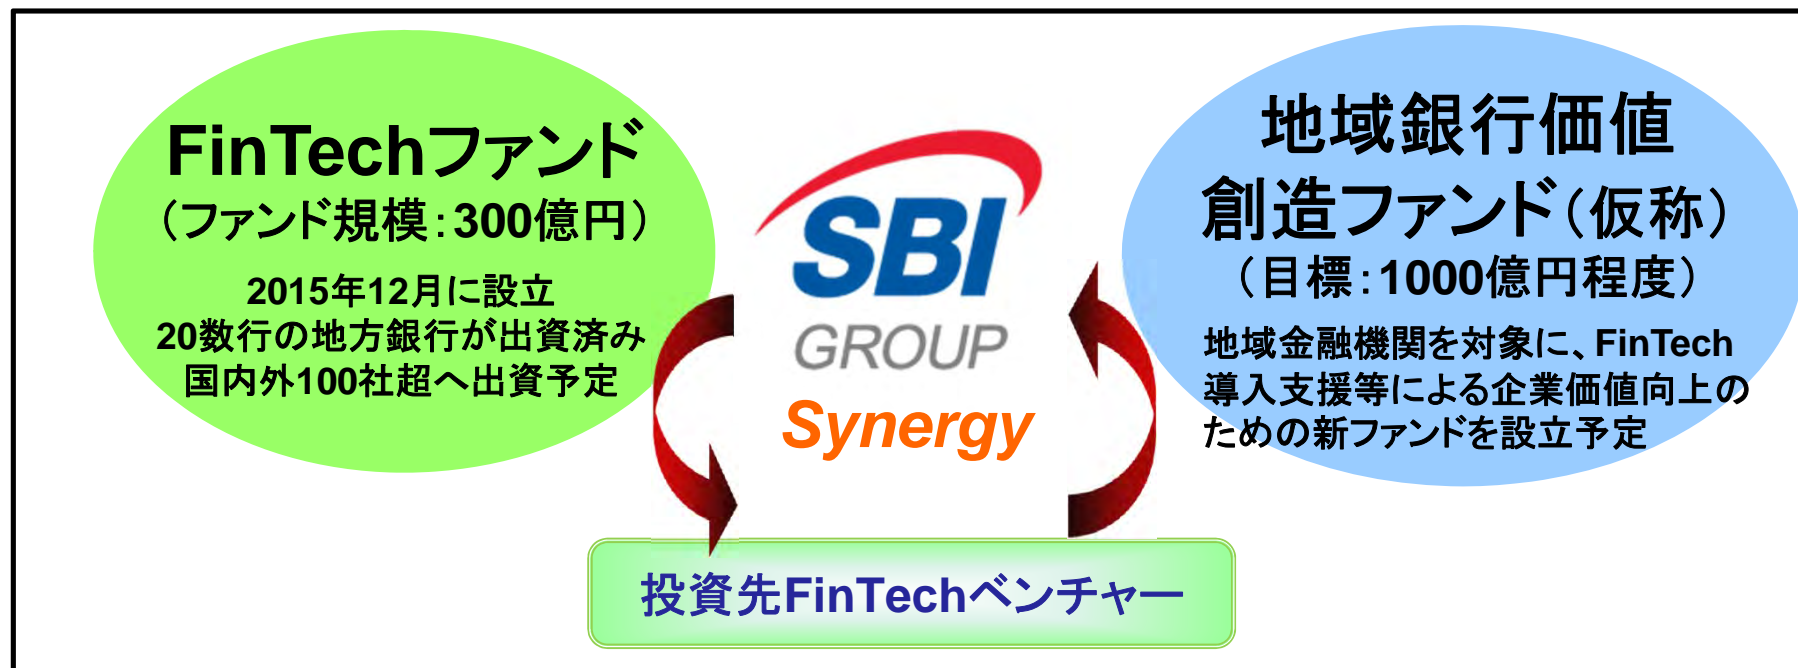 FinTechファンド
（ファンド規模：300億円）
2015年12月に設立
20数行の地方銀行が出資済み
国内外100社超へ出資予定
SBI
GROUP
Synergy
地域銀行価値
創造ファンド（仮称）
（目標：1000億円程度）
地域金融機関を対象に、FinTech
導入支援等による企業価値向上の
ための新ファンドを設立予定
投資先FinTechベンチャー